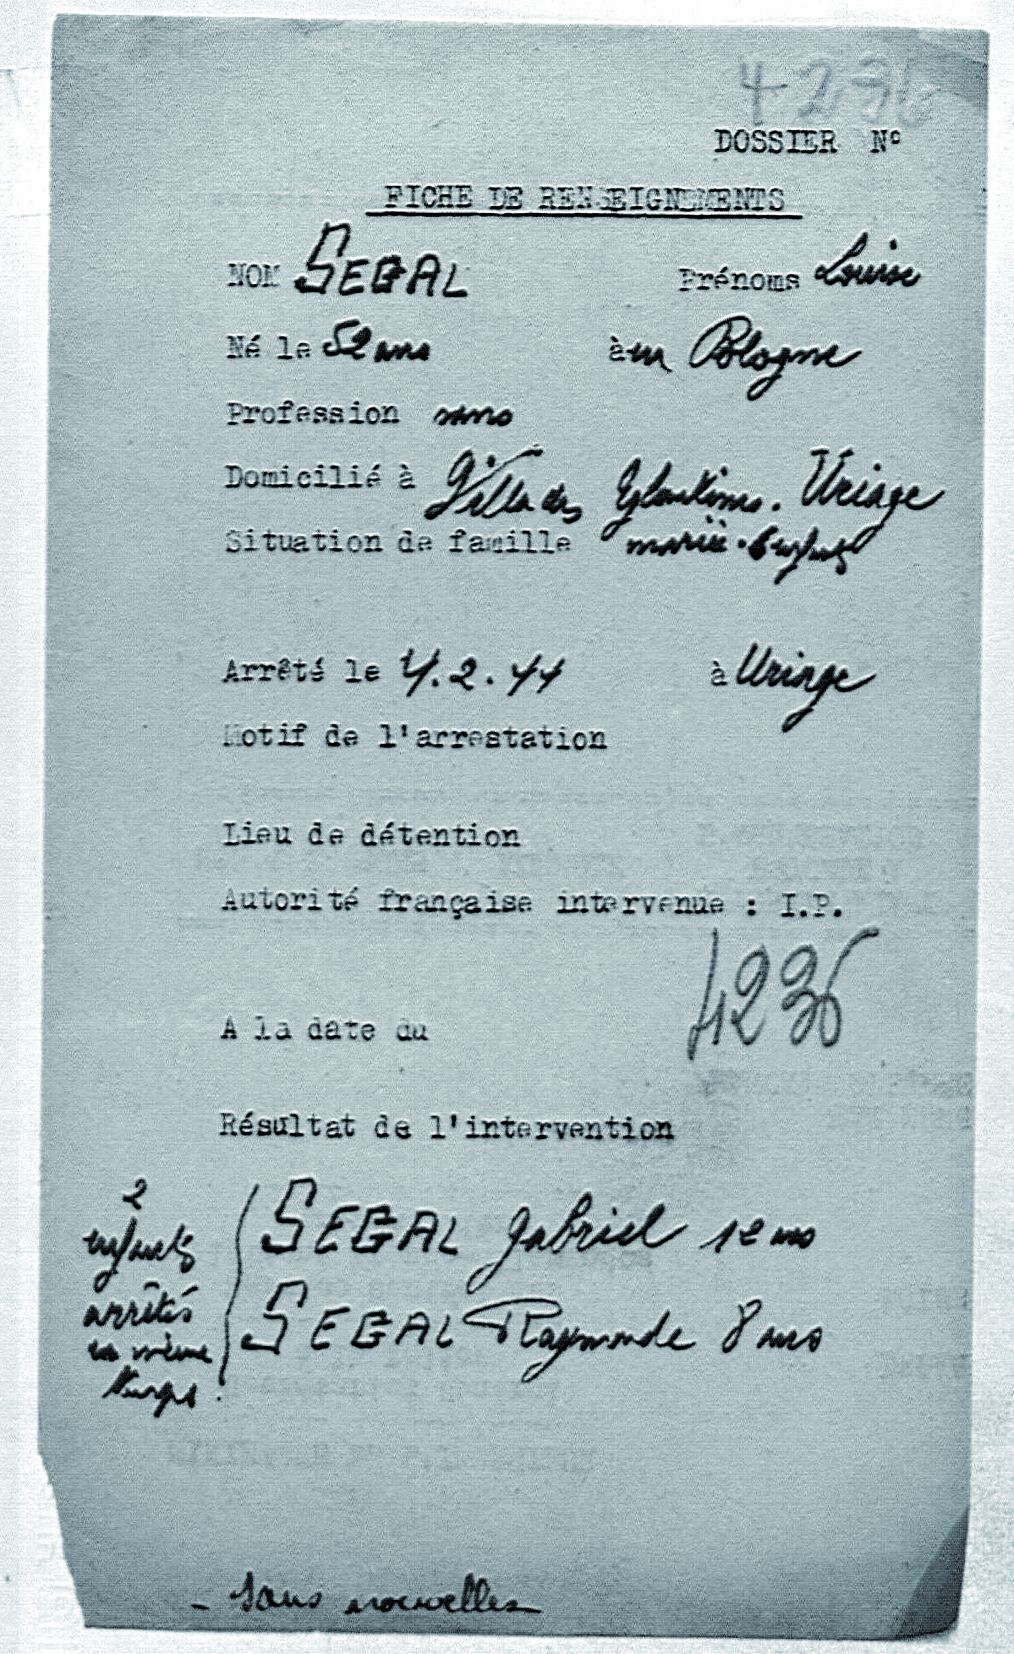 4236
DOSSIER N°
FICHE DE RENSEIGNEMENTS
NOM SEGAL Prénoms Louise
Né le 52 ans à en Pologne
Profession sans
Domicilié à Villa des Eglantines. Uriage
Situation de famille mariée. 6 enfants
Arrêté le 4.2.44 à Uriage
Motif de l'arrestation
Lieu de détention
Autorité française intervenue : I.P.
4236
A la date du
Résultat de l'intervention
2
enfants
arrêtés
en même
temps.
SEGAL Gabriel ans
SEGAL Raymonde 8 ans
- sans nouvelles